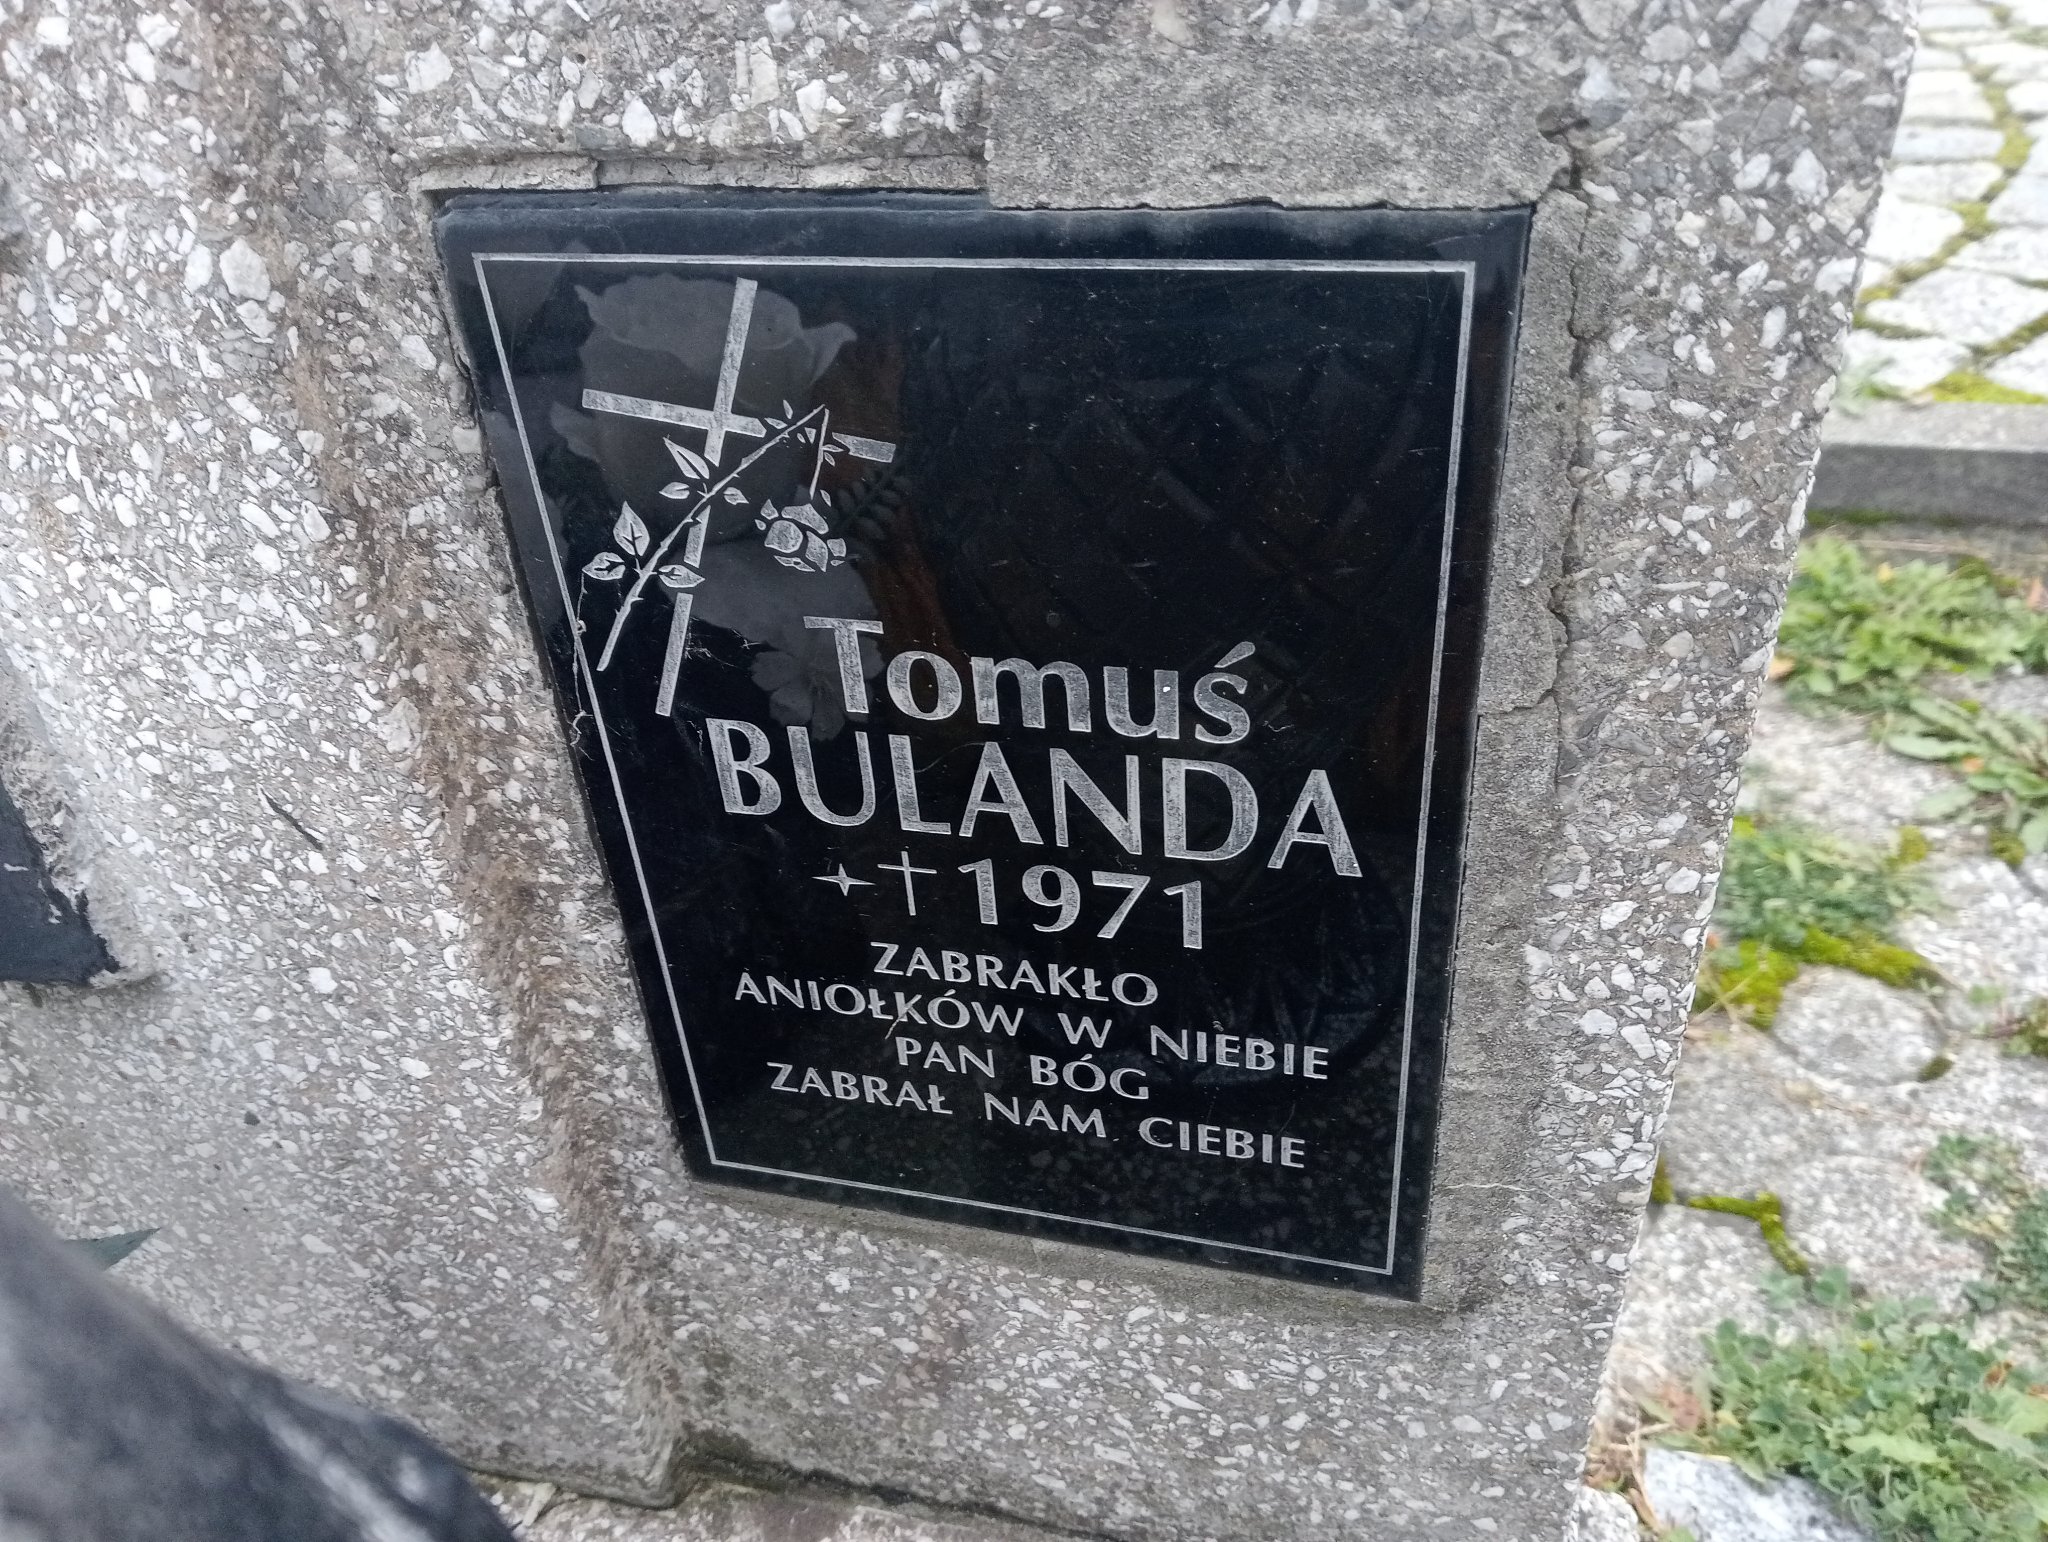 Tomuś
BULANDA
✦ † 1971
ZABRAKŁO
ANIOŁKÓW W NIEBIE
PAN BÓG
ZABRAŁ NAM CIEBIE